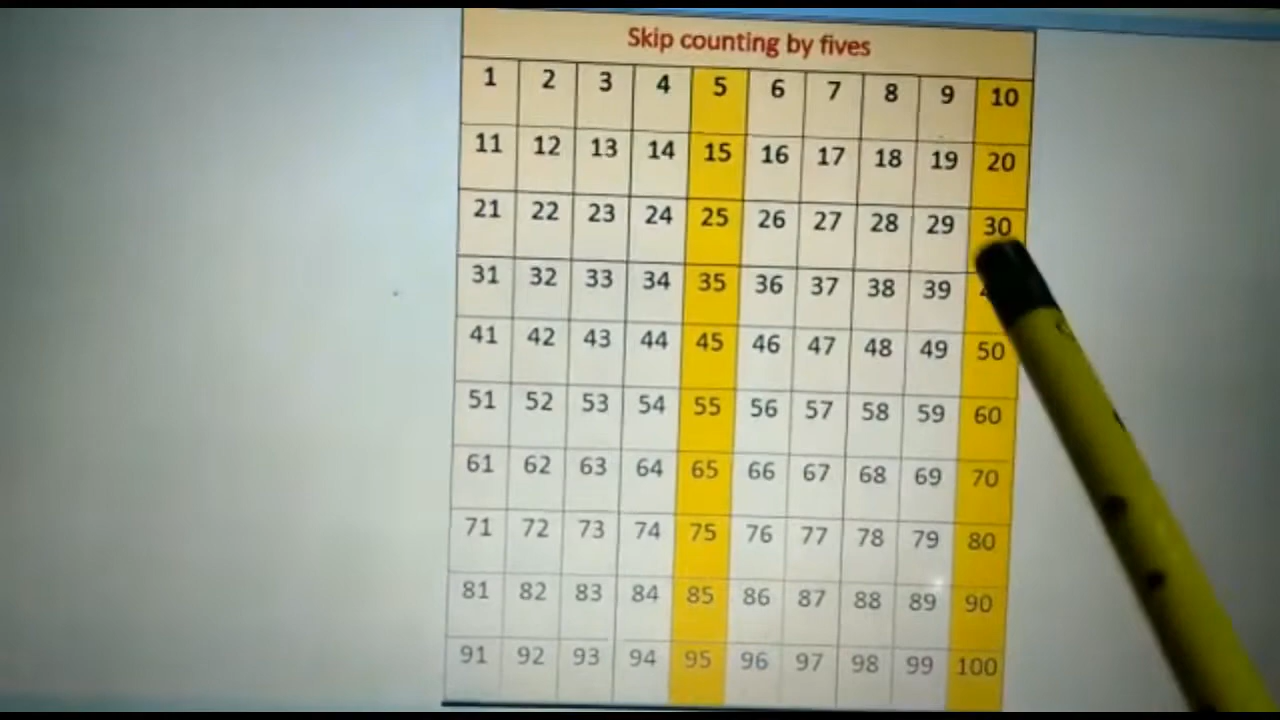 Skip counting by fives
1 2 3 4 5 6 7 8 9 10
11 12 13 14 15 16 17 18 19 20
21 22 23 24 25 26 27 28 29 30
31 32 33 34 35 36 37 38 39
41 42 43 44 45 46 47 48 49 50
51 52 53 54 55 56 57 58 59 60
61 62 63 64 65 66 67 68 69 70
71 72 73 74 75 76 77 78 79 80
81 82 83 84 85 86 87 88 89 90
91 92 93 94 95 96 97 98 99 100